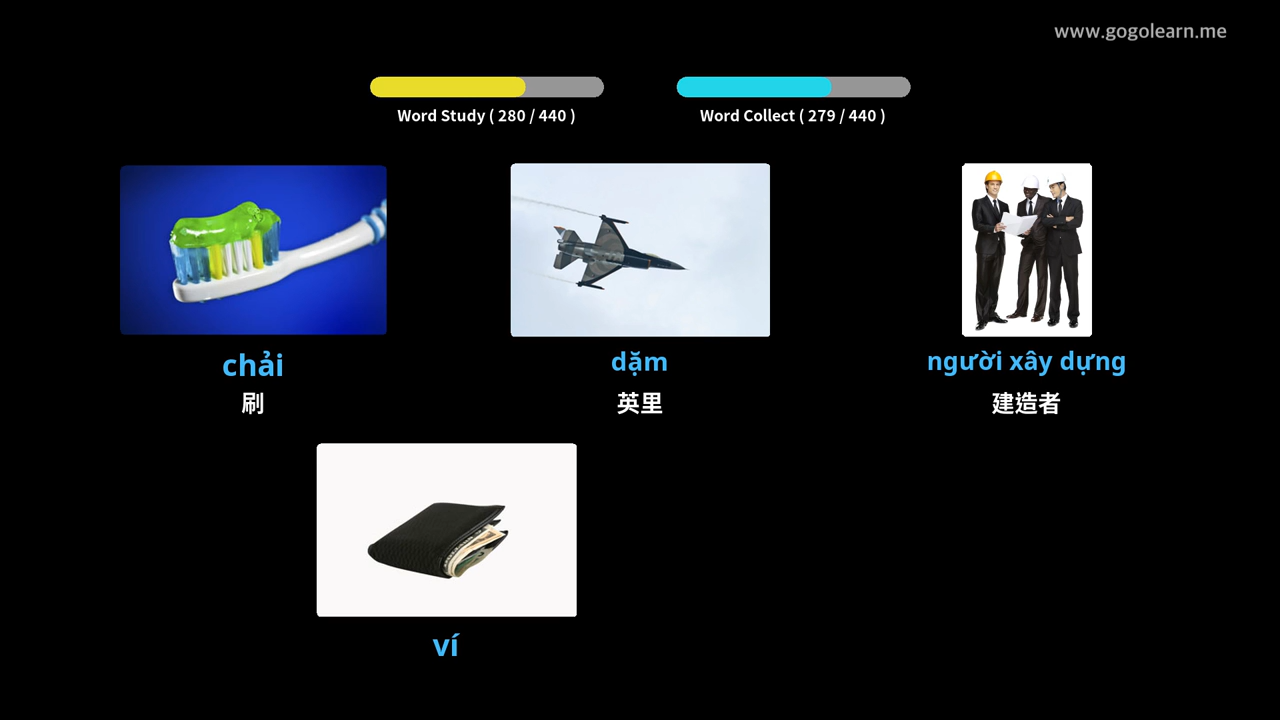 www.gogolearn.me
Word Study ( 280 / 440 )
Word Collect ( 279 / 440 )
chải
刷
dặm
英里
người xây dựng
建造者
ví